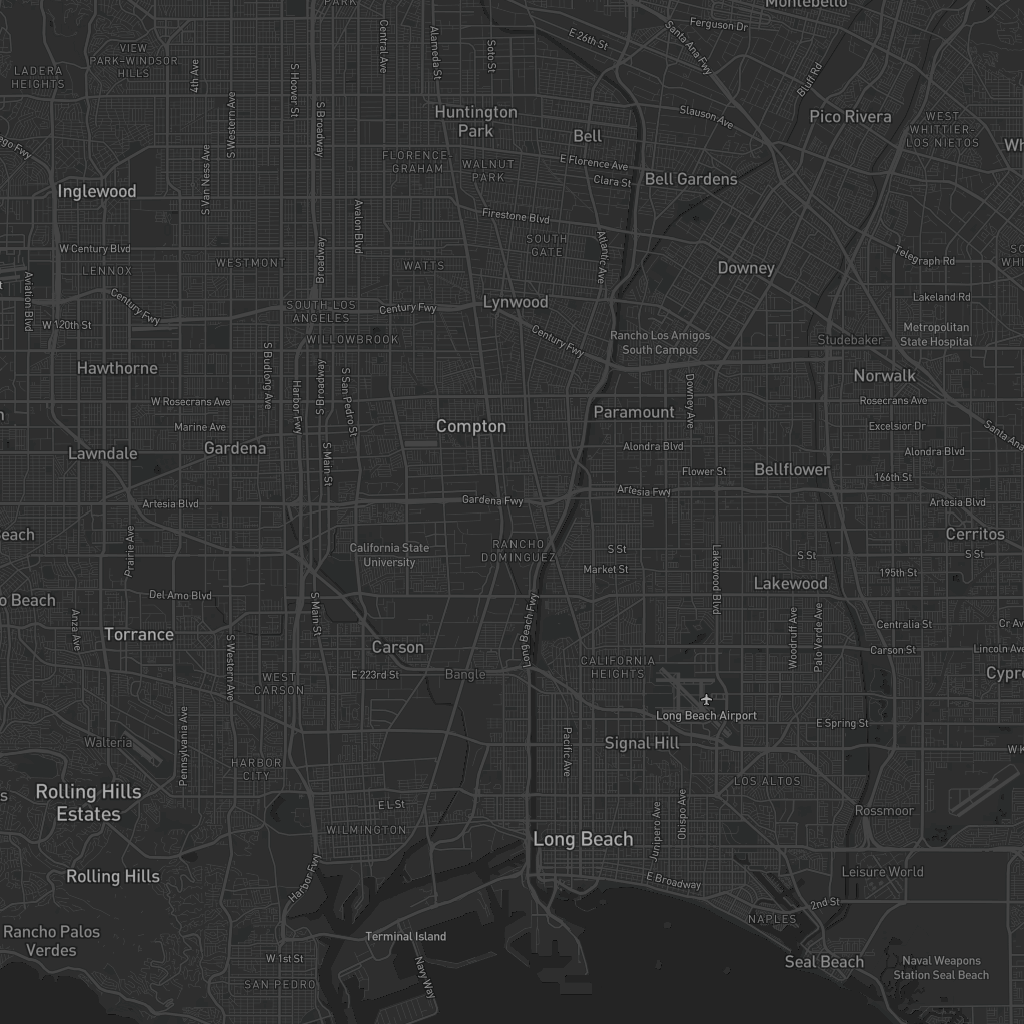 PARK
Montebello
Ferguson Dr
E 26th St
Santa Ana Fwy
Central Ave
Alameda St
Soto St
VIEW
PARK-WINDSOR
HILLS
LADERA
HEIGHTS
4th Ave
S Hoover St
Bluff Rd
S Western Ave
S Broadway
Huntington
Park
Slauson Ave
Pico Rivera
WEST
WHITTIER-
LOS NIETOS
Bell
FLORENCE-
GRAHAM
WALNUT
PARK
E Florence Ave
Clara St
Bell Gardens
Inglewood
S Van Ness Ave
Avalon Blvd
Firestone Blvd
SOUTH
GATE
Atlantic Ave
W Century Blvd
LENNOX
WESTMONT
Broadway
WATTS
Downey
Telegraph Rd
Aviation Blvd
Century Fwy
SOUTH LOS
ANGELES
Century Fwy
Lynwood
Lakeland Rd
W 120th St
WILLOWBROOK
Century Fwy
Rancho Los Amigos
South Campus
Studebaker
Metropolitan
State Hospital
Hawthorne
S Budlong Ave
Harbor Fwy
S Broadway
S San Pedro St
Norwalk
W Rosecrans Ave
Downey Ave
Rosecrans Ave
Paramount
Marine Ave
Compton
Excelsior Dr
Santa Ana
Lawndale
Gardena
S Main St
Alondra Blvd
Alondra Blvd
Flower St
Bellflower
166th St
Artesia Blvd
Gardena Fwy
Artesia Fwy
Artesia Blvd
Prairie Ave
California State
University
RANCHO
DOMINGUEZ
S St
Lakewood Blvd
S St
Cerritos
S St
Market St
195th St
Lakewood
Del Amo Blvd
Anza Ave
S Main St
Long Beach Fwy
Woodruff Ave
Palo Verde Ave
Centralia St
Torrance
S Western Ave
Carson
Carson St
Lincoln Ave
WEST
CARSON
E 223rd St
Bangle
CALIFORNIA
HEIGHTS
Long Beach Airport
Pennsylvania Ave
E Spring St
Walteria
Pacific Ave
Signal Hill
HARBOR
CITY
LOS ALTOS
Rolling Hills
Estates
E L St
Junipero Ave
Obispo Ave
Rossmoor
WILMINGTON
Long Beach
Rolling Hills
Harbor Fwy
E Broadway
Leisure World
2nd St
NAPLES
Rancho Palos
Verdes
Terminal Island
W 1st St
Navy Way
Seal Beach
Naval Weapons
Station Seal Beach
SAN PEDRO